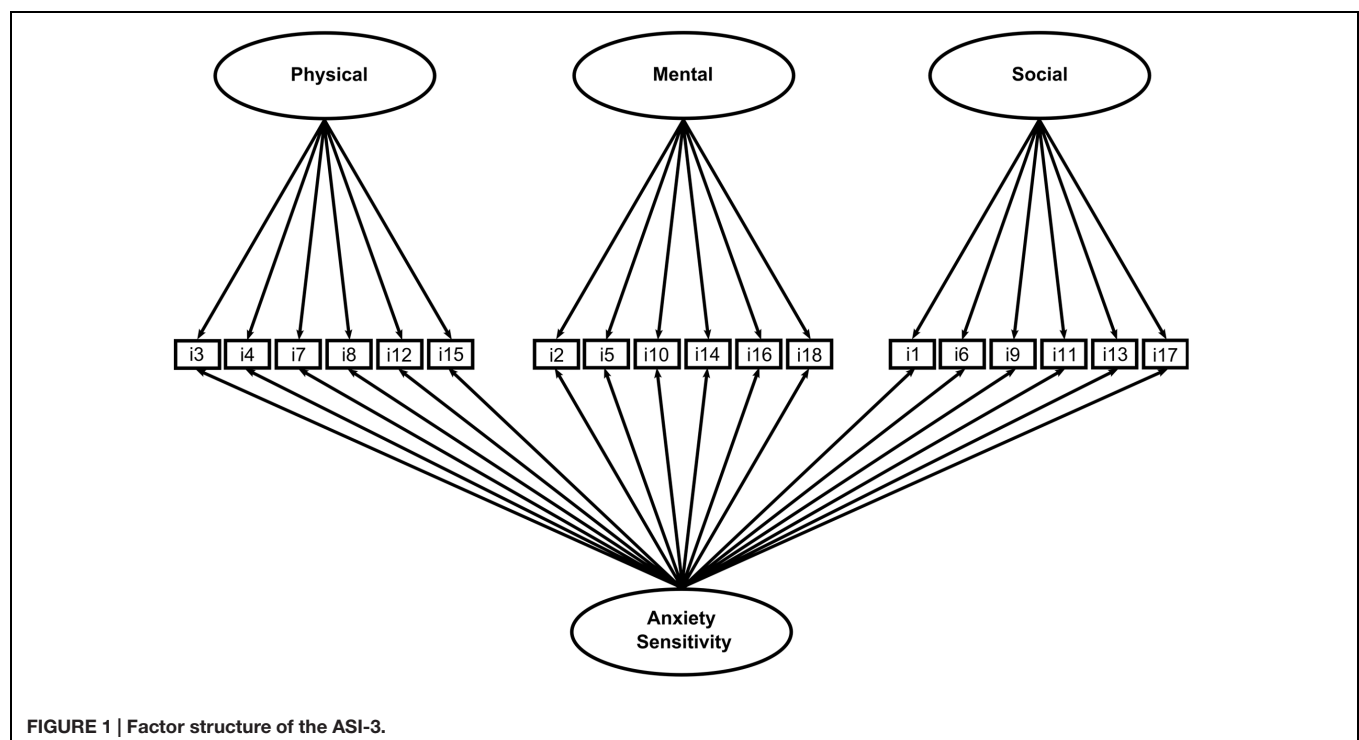 Physical Mental Social
i3 i4 i7 i8 i12 i15 i2 i5 i10 i14 i16 i18 i1 i6 i9 i11 i13 i17
Anxiety
Sensitivity
FIGURE 1 | Factor structure of the ASI-3.